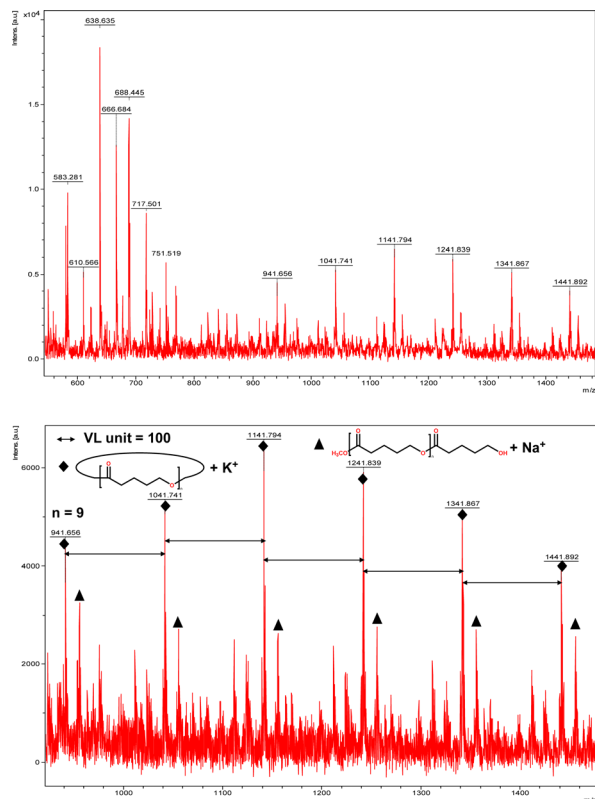 Intens. [a.u.]
x10⁴
638.635
688.445
666.684
583.281
717.501
610.566
751.519
941.656
1041.741
1141.794
1241.839
1341.867
1441.892
2.0
1.5
1.0
0.5
0.0
600 700 800 900 1000 1100 1200 1300 1400
m/z
Intens. [a.u.]
VL unit = 100
1141.794
O
O
+ K⁺
O
H₃CO
O
O
OH
+ Na⁺
n = 9
941.656
1041.741
1241.839
1341.867
1441.892
6000
4000
2000
0
1000 1100 1200 1300 1400